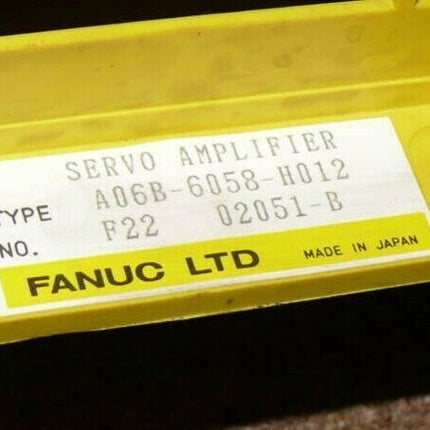 SERVO AMPLIFIER
TYPE A06B-6058-H012
NO. F22 02051-B
FANUC LTD MADE IN JAPAN